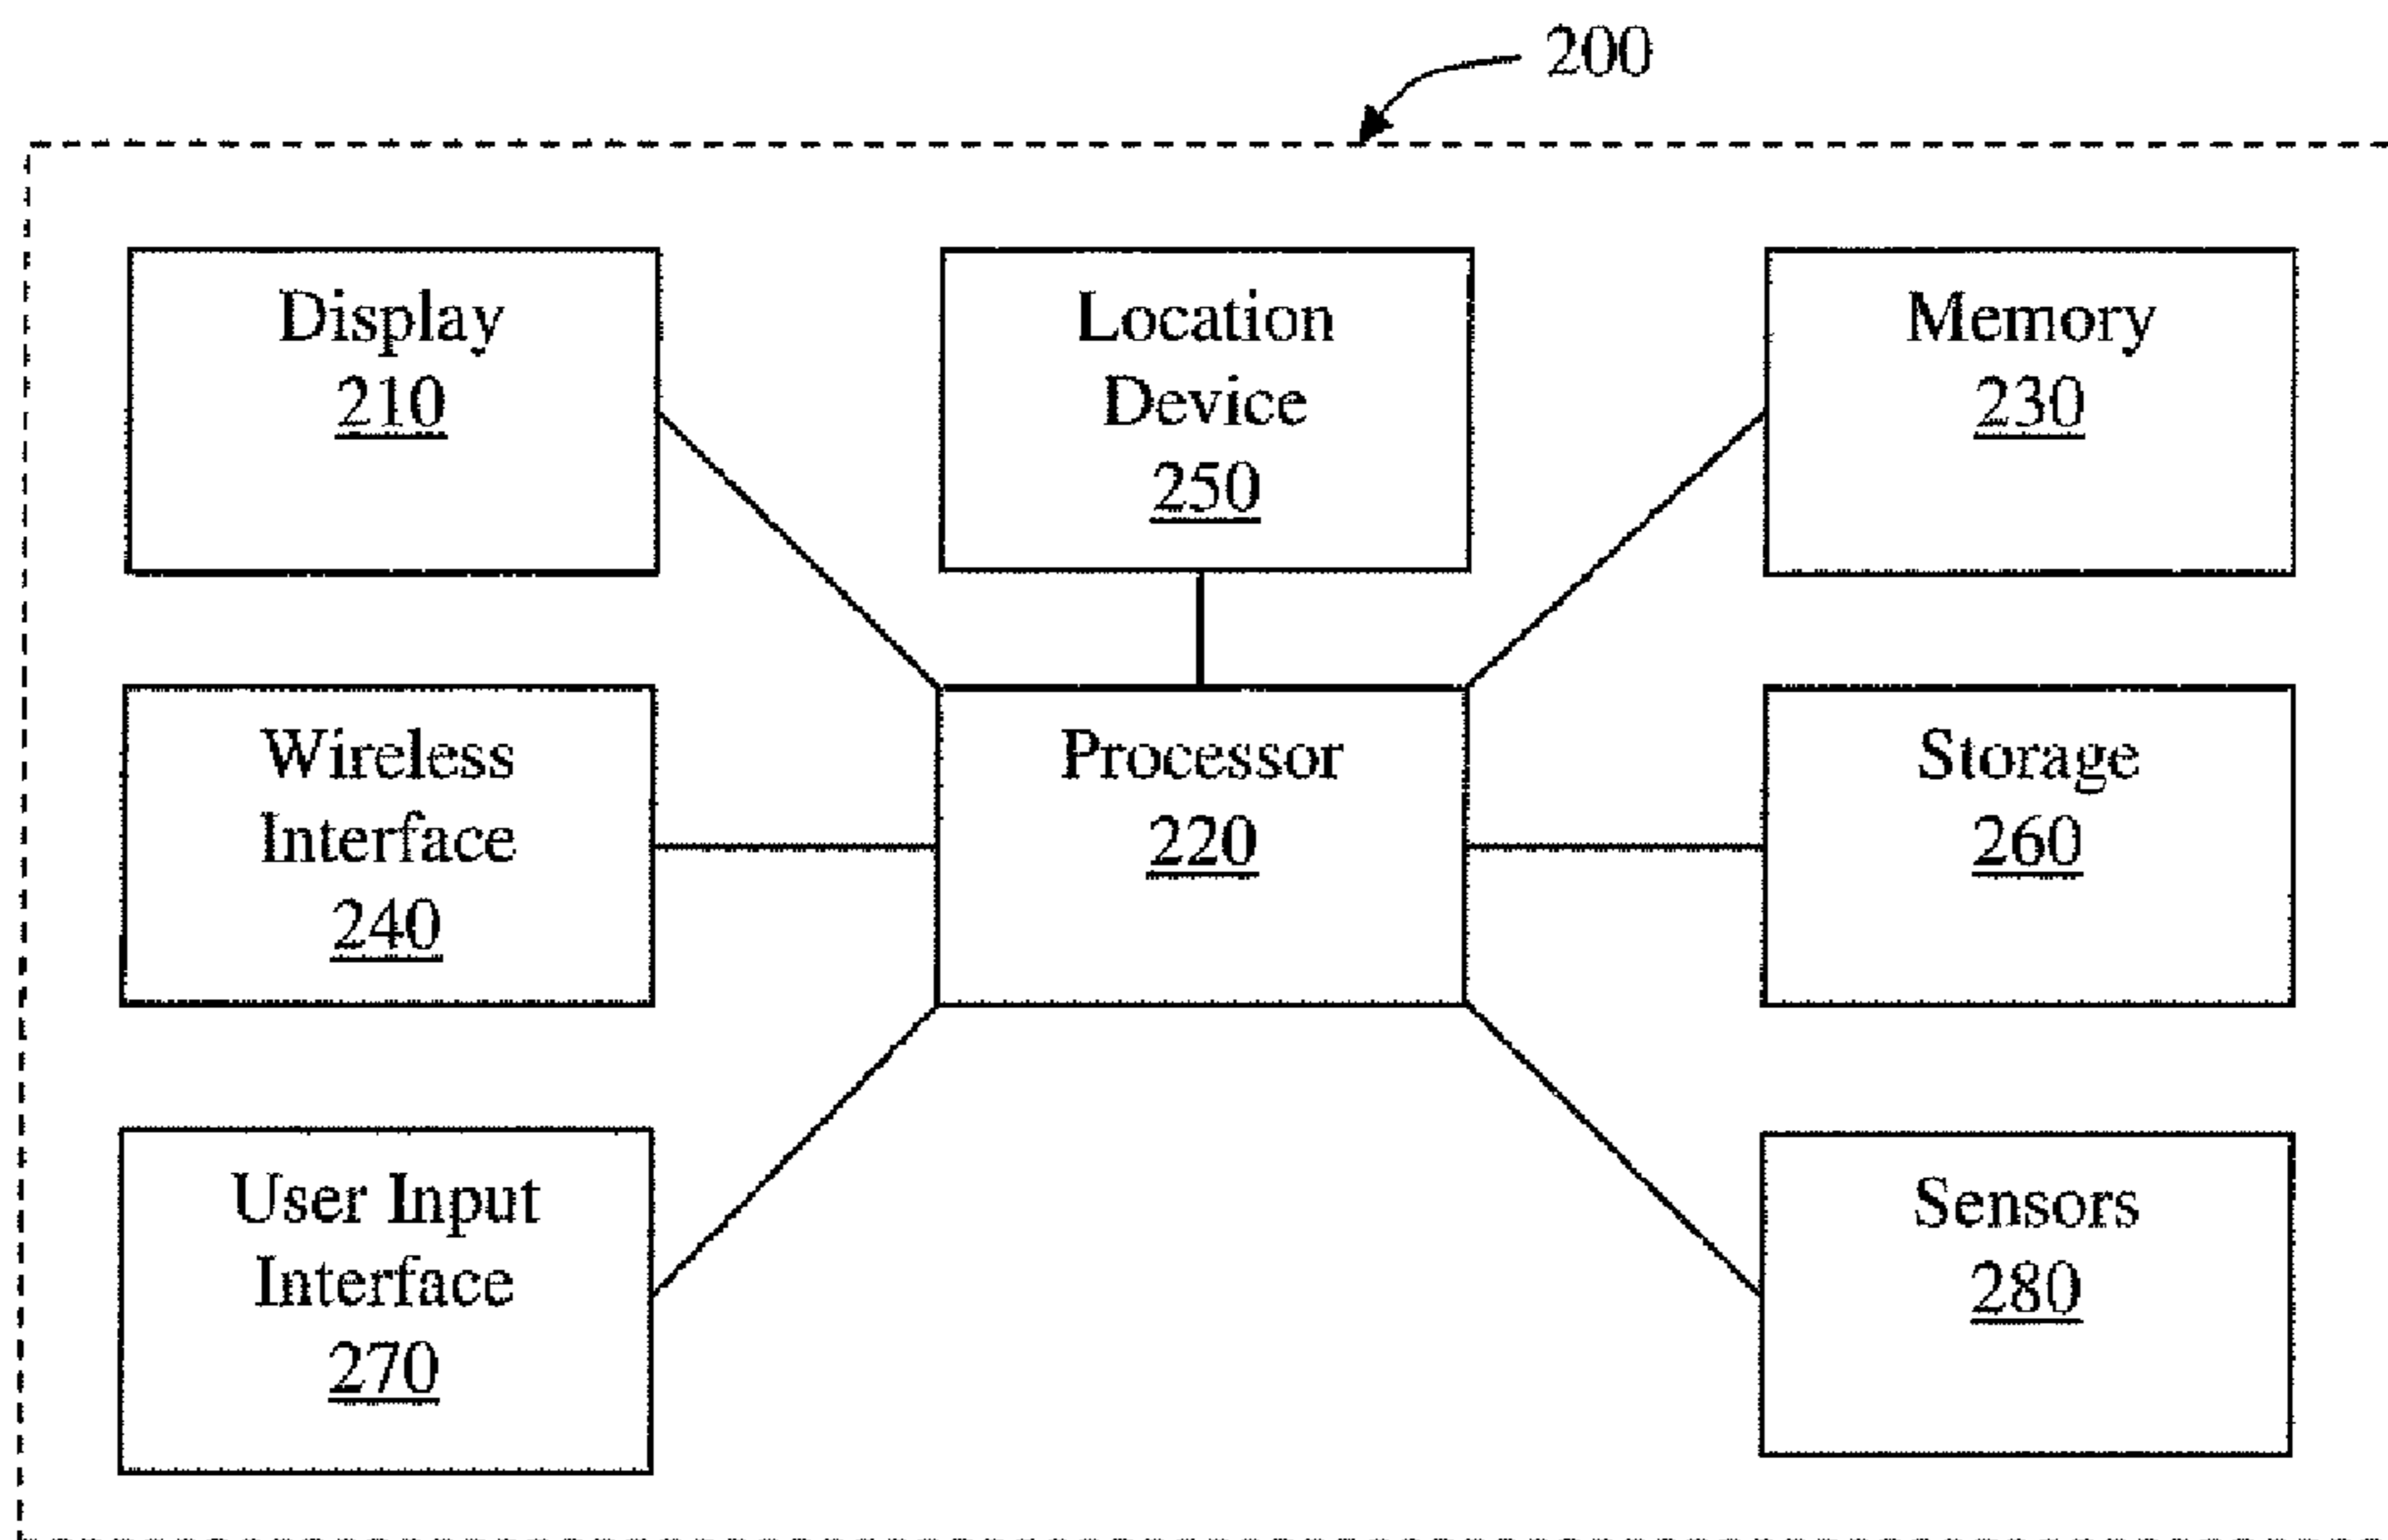 200
Display
210
Location
Device
250
Memory
230
Wireless
Interface
240
Processor
220
Storage
260
User Input
Interface
270
Sensors
280